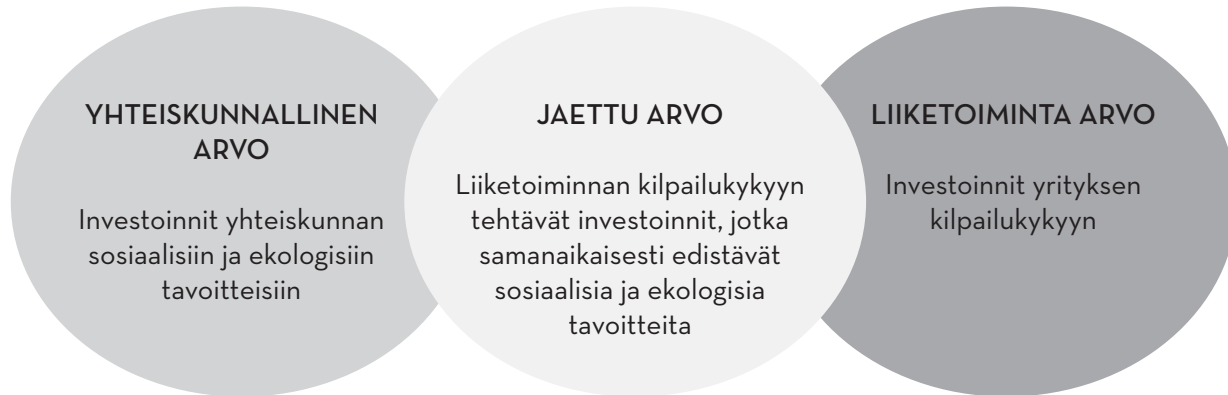 YHTEISKUNNALLINEN
ARVO
Investoinnit yhteiskunnan
sosiaalisiin ja ekologisiin
tavoitteisiin
JAETTU ARVO
Liiketoiminnan kilpailukykyyn
tehtävät investoinnit, jotka
samanaikaisesti edistävät
sosiaalisia ja ekologisia
tavoitteita
LIIKETOIMINTA ARVO
Investoinnit yrityksen
kilpailukykyyn